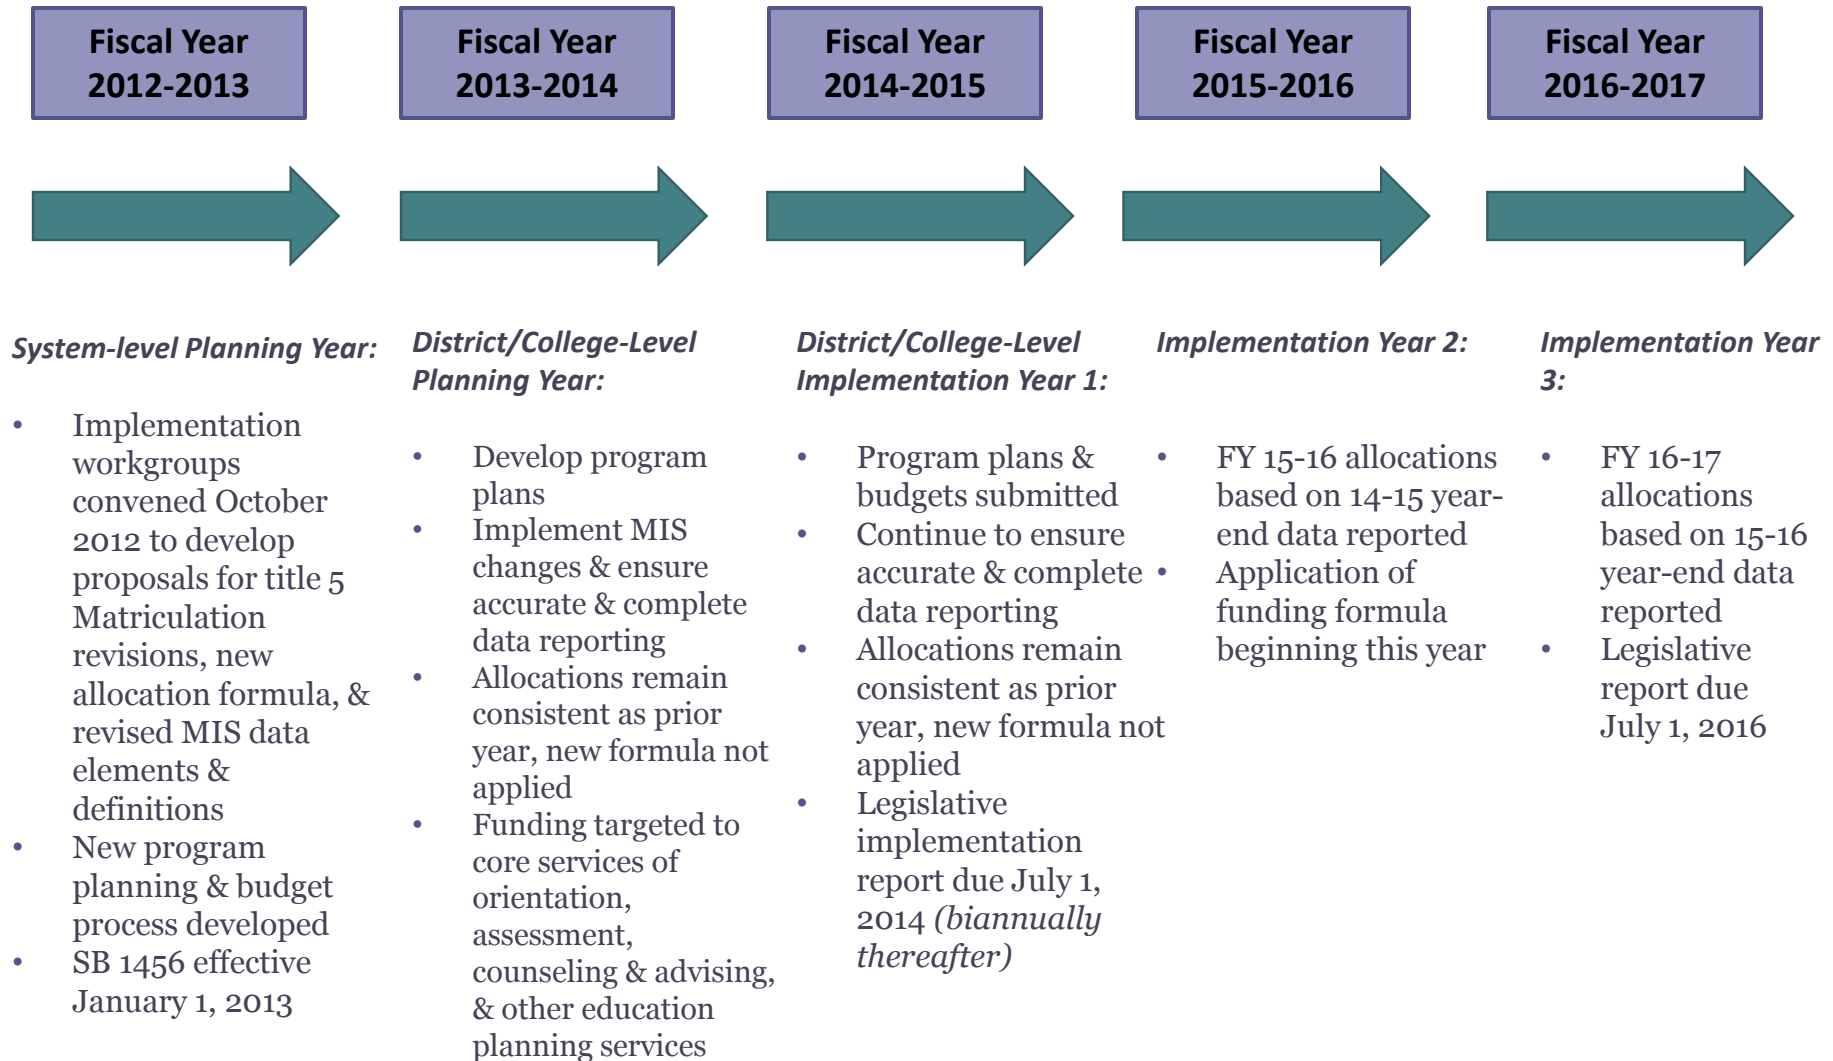 Fiscal Year
2012-2013
Fiscal Year
2013-2014
Fiscal Year
2014-2015
Fiscal Year
2015-2016
Fiscal Year
2016-2017
System-level Planning Year:
• Implementation
workgroups
convened October
2012 to develop
proposals for title 5
Matriculation
revisions, new
allocation formula, &
revised MIS data
elements &
definitions
• New program
planning & budget
process developed
• SB 1456 effective
January 1, 2013
District/College-Level
Planning Year:
• Develop program
plans
• Implement MIS
changes & ensure
accurate & complete
data reporting
• Allocations remain
consistent as prior
year, new formula not
applied
• Funding targeted to
core services of
orientation,
assessment,
counseling & advising,
& other education
planning services
District/College-Level
Implementation Year 1:
• Program plans &
budgets submitted
• Continue to ensure
accurate & complete
data reporting
• Allocations remain
consistent as prior
year, new formula not
applied
• Legislative
implementation
report due July 1,
2014 (biannually
thereafter)
Implementation Year 2:
• FY 15-16 allocations
based on 14-15 year-
end data reported
• Application of
funding formula
beginning this year
Implementation Year
3:
• FY 16-17
allocations
based on 15-16
year-end data
reported
• Legislative
report due
July 1, 2016